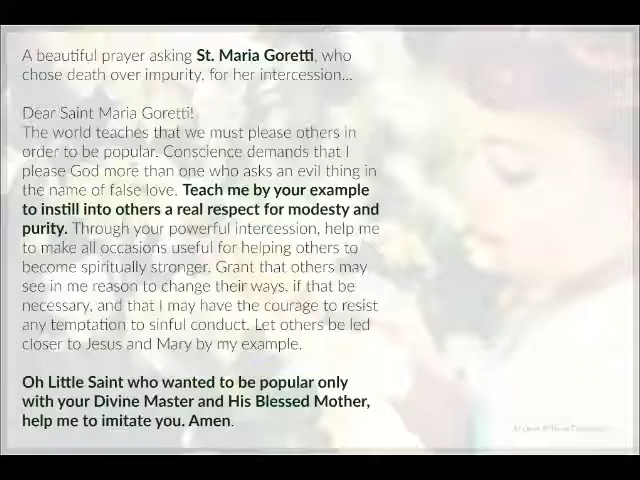 A beautiful prayer asking St. Maria Goretti, who
chose death over impurity, for her intercession...
Dear Saint Maria Goretti!
The world teaches that we must please others in
order to be popular. Conscience demands that I
please God more than one who asks an evil thing in
the name of false love. Teach me by your example
to instill into others a real respect for modesty and
purity. Through your powerful intercession, help me
to make all occasions useful for helping others to
become spiritually stronger. Grant that others may
see in me reason to change their ways, if that be
necessary, and that I may have the courage to resist
any temptation to sinful conduct. Let others be led
closer to Jesus and Mary by my example.
Oh Little Saint who wanted to be popular only
with your Divine Master and His Blessed Mother,
help me to imitate you. Amen.